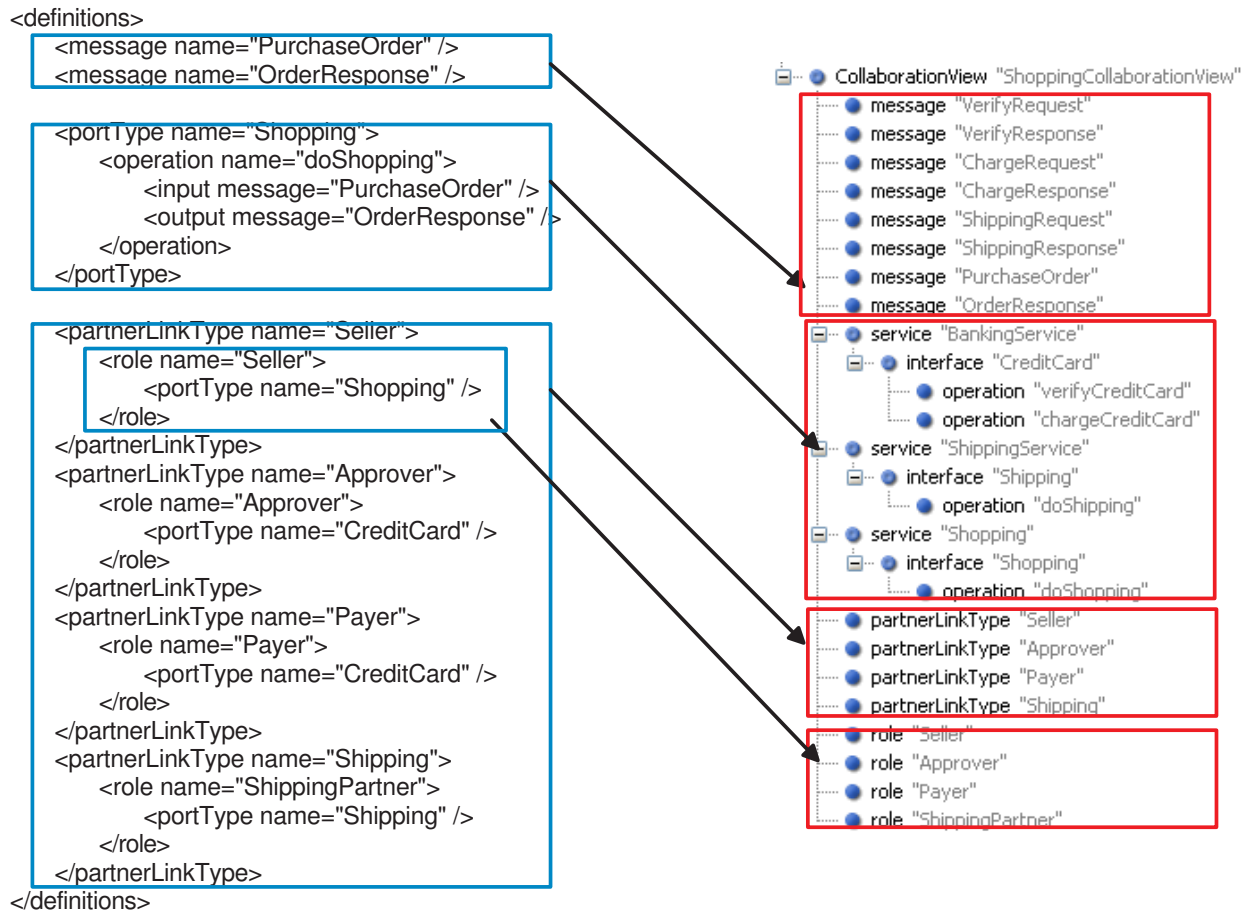 <definitions>
<message name="PurchaseOrder" />
<message name="OrderResponse" />
<portType name="Shopping">
<operation name="doShopping">
<input message="PurchaseOrder" />
<output message="OrderResponse" />
</operation>
</portType>
<partnerLinkType name="Seller">
<role name="Seller">
<portType name="Shopping" />
</role>
</partnerLinkType>
<partnerLinkType name="Approver">
<role name="Approver">
<portType name="CreditCard" />
</role>
</partnerLinkType>
<partnerLinkType name="Payer">
<role name="Payer">
<portType name="CreditCard" />
</role>
</partnerLinkType>
<partnerLinkType name="Shipping">
<role name="ShippingPartner">
<portType name="Shipping" />
</role>
</partnerLinkType>
</definitions>
CollaborationView "ShoppingCollaborationView"
message "VerifyRequest"
message "VerifyResponse"
message "ChargeRequest"
message "ChargeResponse"
message "ShippingRequest"
message "ShippingResponse"
message "PurchaseOrder"
message "OrderResponse"
service "BankingService"
interface "CreditCard"
operation "verifyCreditCard"
operation "chargeCreditCard"
service "ShippingService"
interface "Shipping"
operation "doShipping"
service "Shopping"
interface "Shopping"
operation "doShopping"
partnerLinkType "Seller"
partnerLinkType "Approver"
partnerLinkType "Payer"
partnerLinkType "Shipping"
role "Seller"
role "Approver"
role "Payer"
role "ShippingPartner"